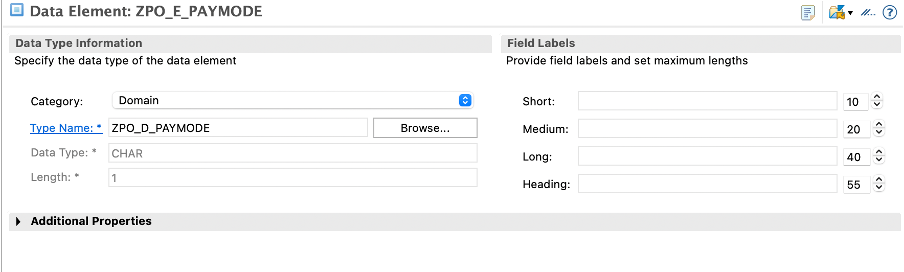 Data Element: ZPO_E_PAYMODE
Data Type Information
Specify the data type of the data element
Category: Domain
Type Name: * ZPO_D_PAYMODE Browse...
Data Type: * CHAR
Length: * 1
Field Labels
Provide field labels and set maximum lengths
Short: 10
Medium: 20
Long: 40
Heading: 55
Additional Properties